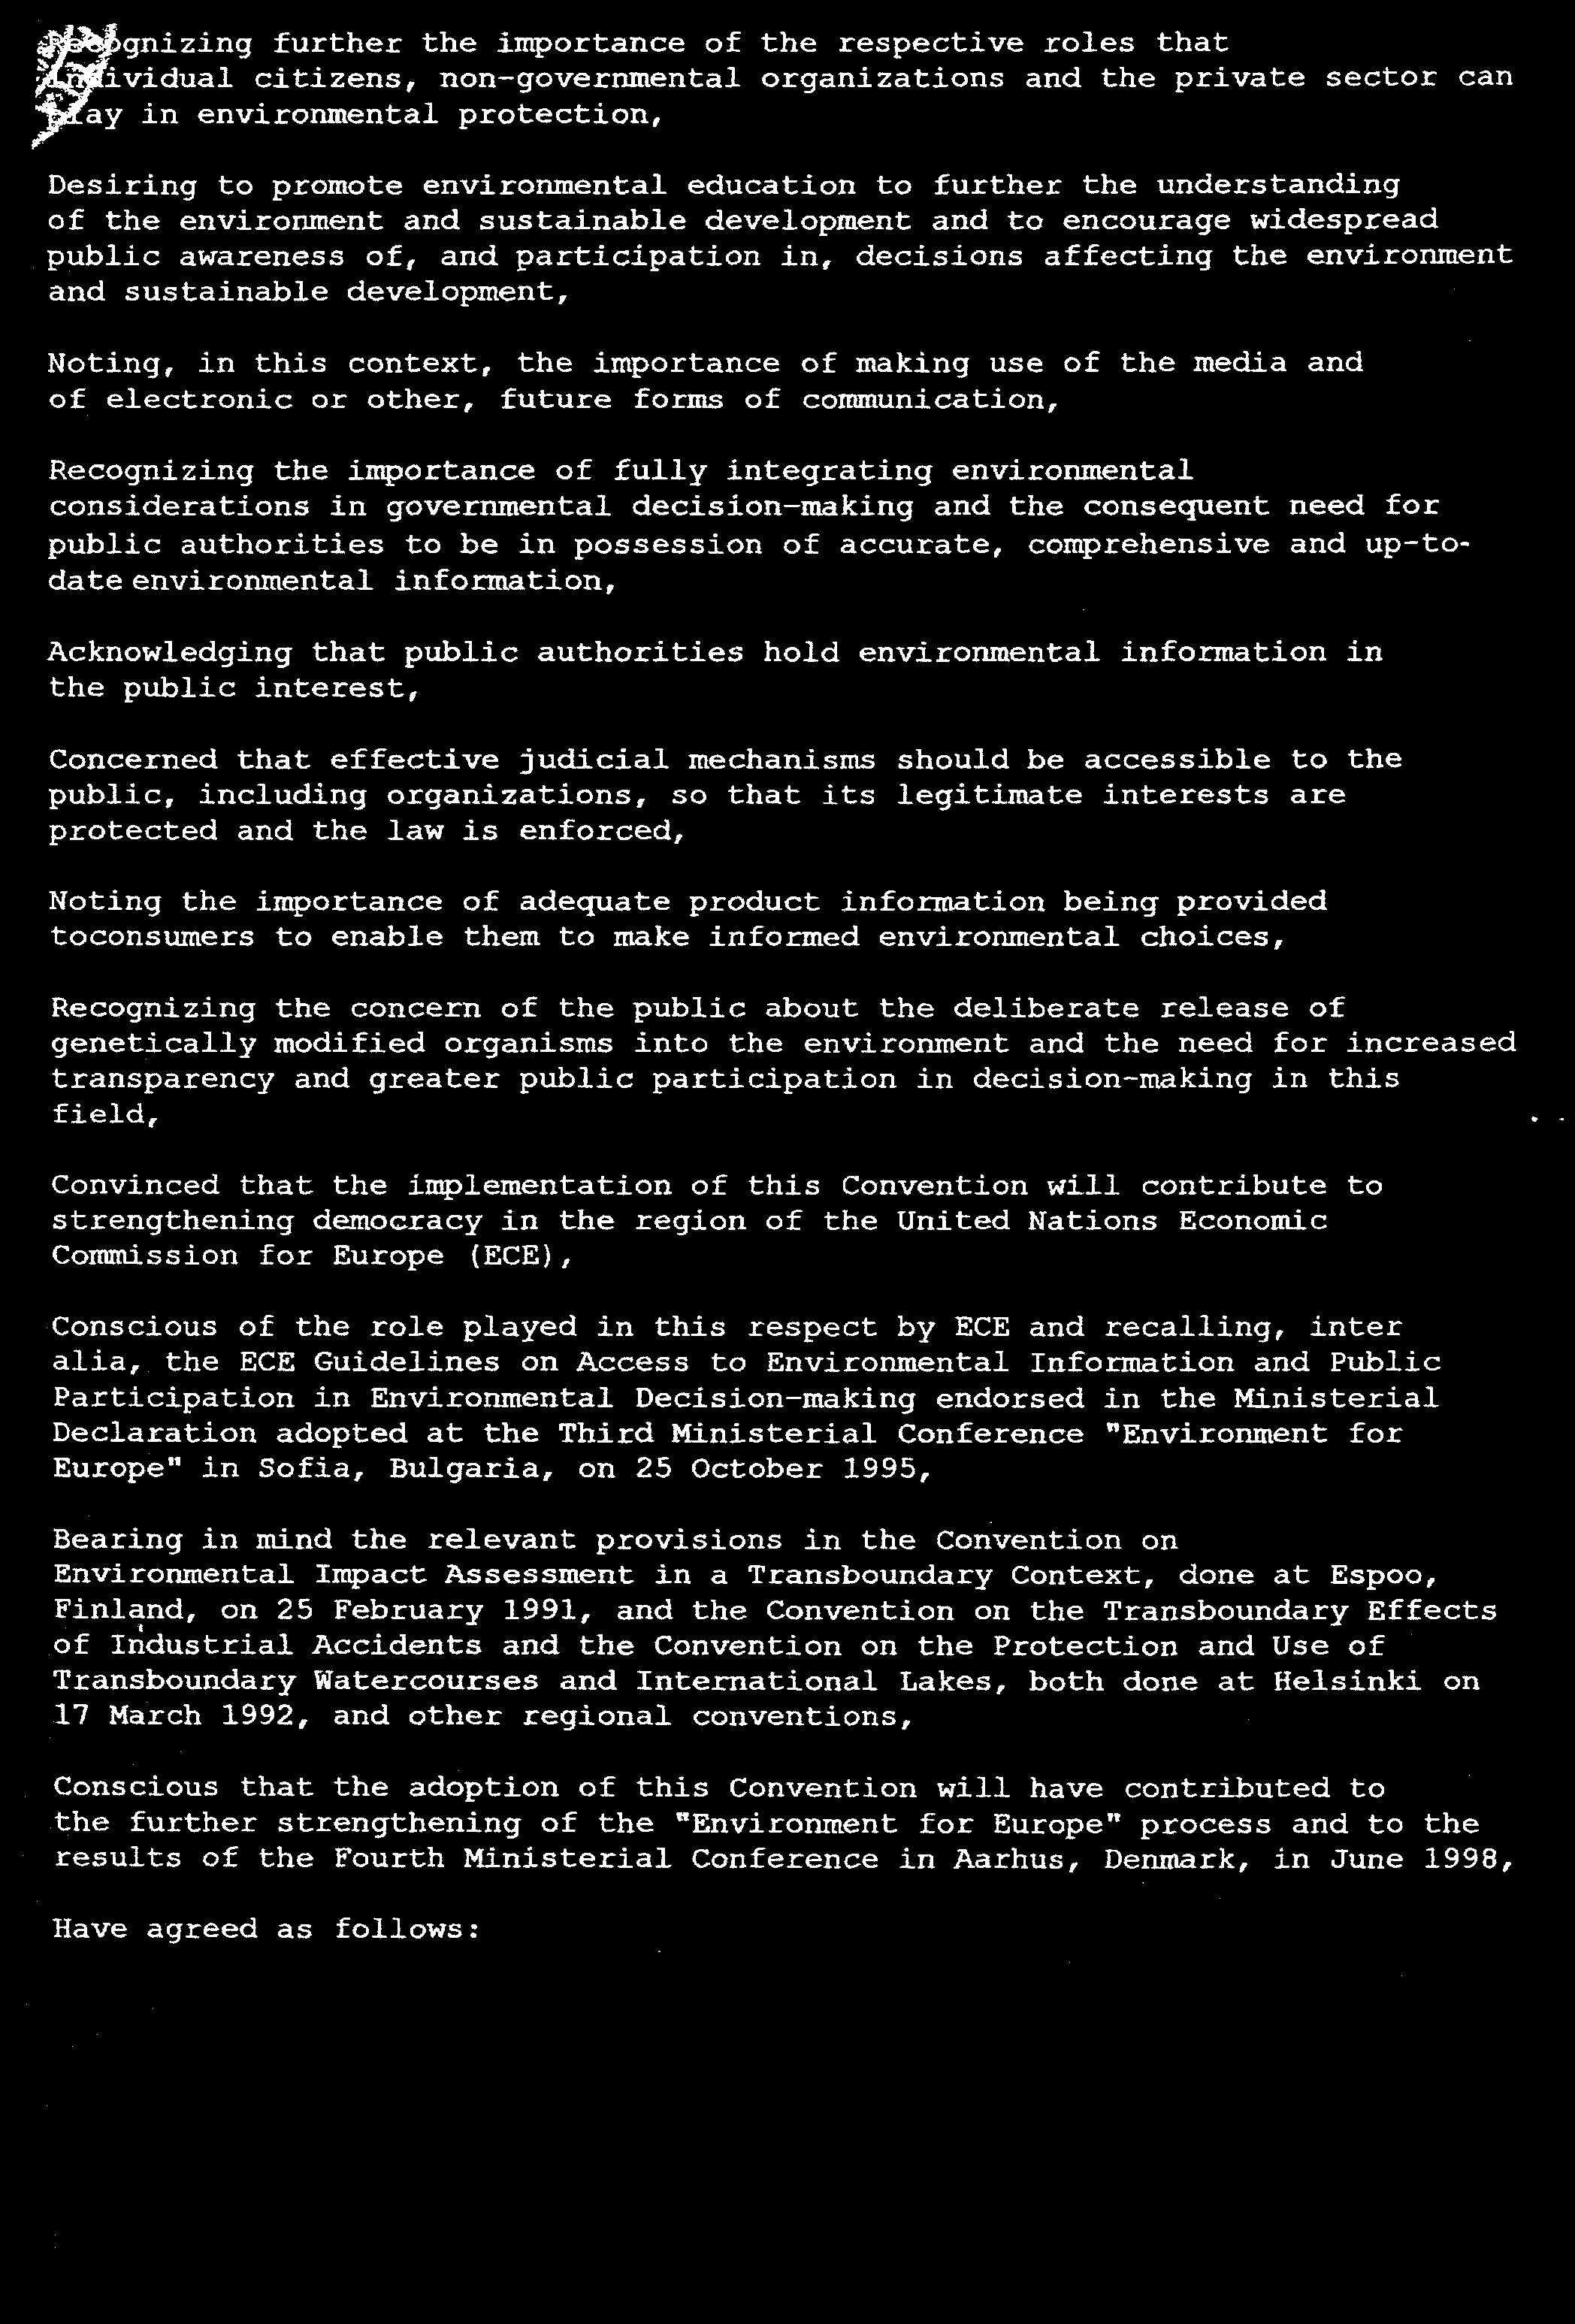 Recognizing further the importance of the respective roles that
individual citizens, non-governmental organizations and the private sector can
play in environmental protection,
Desiring to promote environmental education to further the understanding
of the environment and sustainable development and to encourage widespread
public awareness of, and participation in, decisions affecting the environment
and sustainable development,
Noting, in this context, the importance of making use of the media and
of electronic or other, future forms of communication,
Recognizing the importance of fully integrating environmental
considerations in governmental decision-making and the consequent need for
public authorities to be in possession of accurate, comprehensive and up-to-
date environmental information,
Acknowledging that public authorities hold environmental information in
the public interest,
Concerned that effective judicial mechanisms should be accessible to the
public, including organizations, so that its legitimate interests are
protected and the law is enforced,
Noting the importance of adequate product information being provided
toconsumers to enable them to make informed environmental choices,
Recognizing the concern of the public about the deliberate release of
genetically modified organisms into the environment and the need for increased
transparency and greater public participation in decision-making in this
field,
Convinced that the implementation of this Convention will contribute to
strengthening democracy in the region of the United Nations Economic
Commission for Europe (ECE),
Conscious of the role played in this respect by ECE and recalling, inter
alia, the ECE Guidelines on Access to Environmental Information and Public
Participation in Environmental Decision-making endorsed in the Ministerial
Declaration adopted at the Third Ministerial Conference "Environment for
Europe" in Sofia, Bulgaria, on 25 October 1995,
Bearing in mind the relevant provisions in the Convention on
Environmental Impact Assessment in a Transboundary Context, done at Espoo,
Finland, on 25 February 1991, and the Convention on the Transboundary Effects
of Industrial Accidents and the Convention on the Protection and Use of
Transboundary Watercourses and International Lakes, both done at Helsinki on
17 March 1992, and other regional conventions,
Conscious that the adoption of this Convention will have contributed to
the further strengthening of the "Environment for Europe" process and to the
results of the Fourth Ministerial Conference in Aarhus, Denmark, in June 1998,
Have agreed as follows: